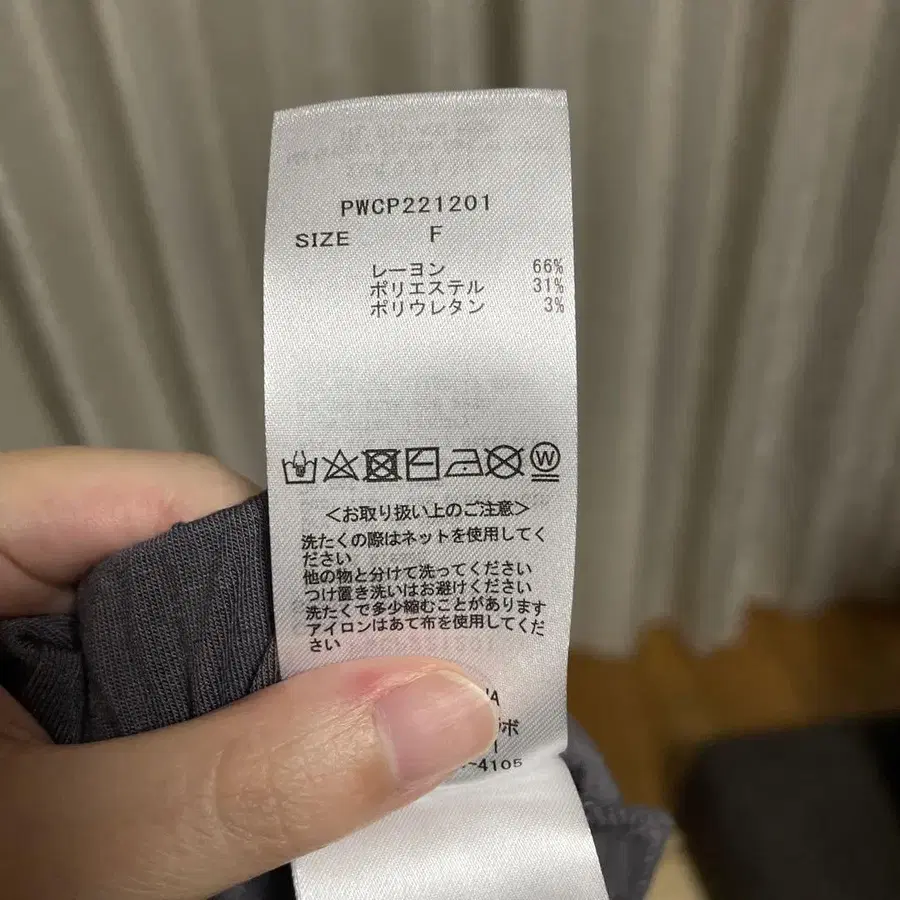 PWCP221201
SIZE F
レーヨン 66%
ポリエステル 31%
ポリウレタン 3%
W
<お取り扱い上のご注意>
洗たくの際はネットを使用してく
ださい
他の物と分けて洗ってください
つけ置き洗いはお避けください
洗たくで多少縮むことがあります
アイロンはあて布を使用してくだ
さい
-4105